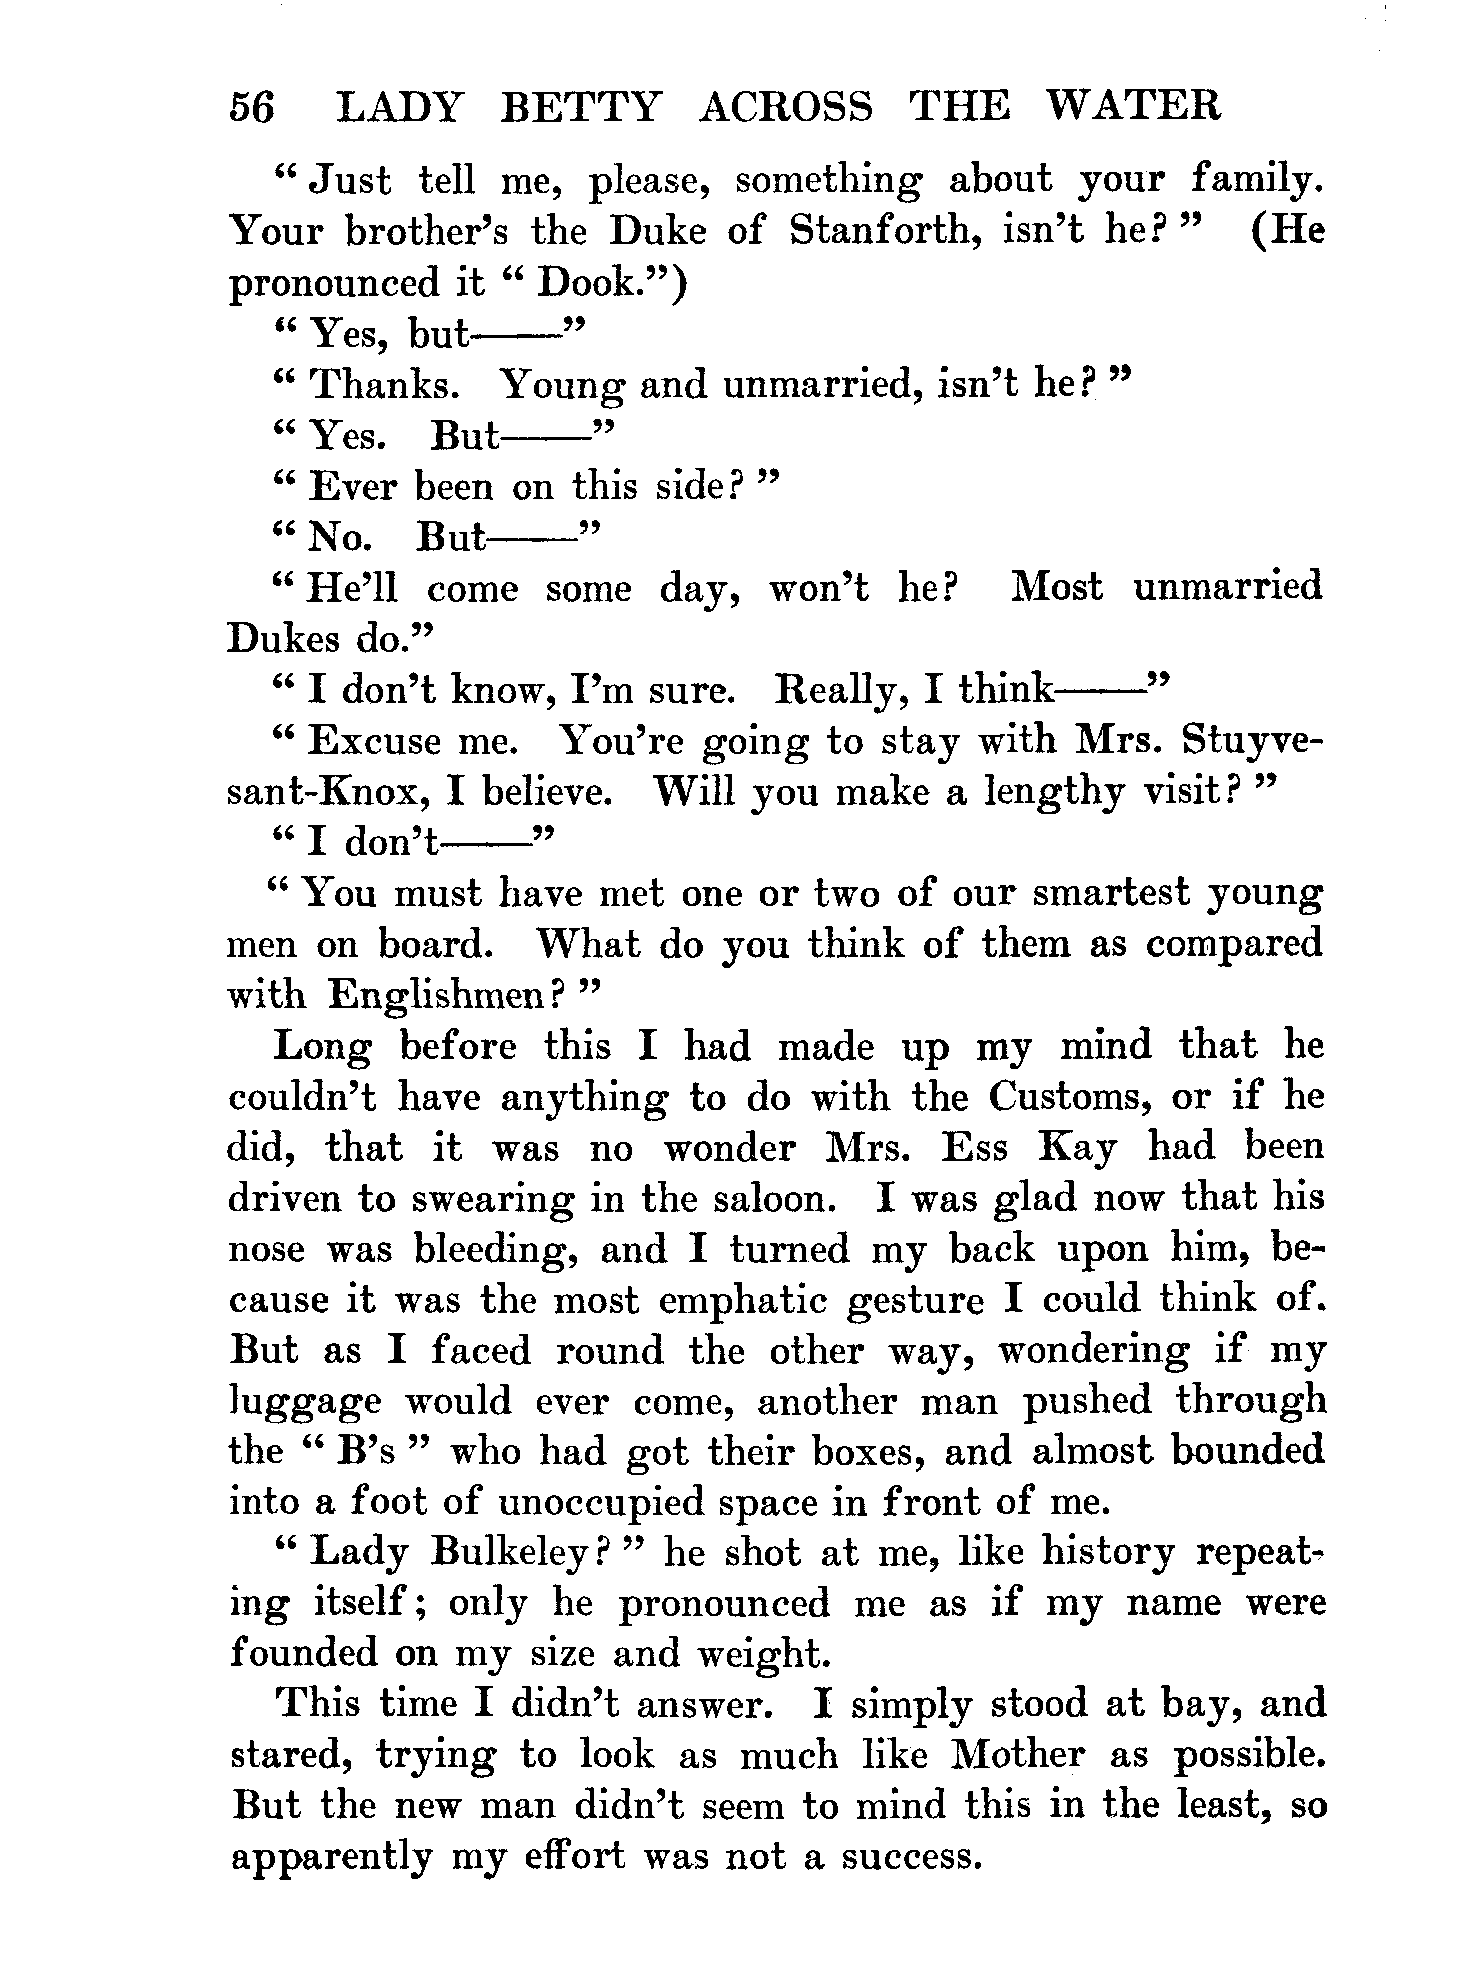 56 LADY BETTY ACROSS THE WATER
“ Just tell me, please, something about your family.
Your brother’s the Duke of Stanforth, isn’t he? ” (He
pronounced it “ Dook.”)
“ Yes, but——”
“ Thanks. Young and unmarried, isn’t he? ”
“ Yes. But——”
“ Ever been on this side? ”
“ No. But——”
“ He’ll come some day, won’t he? Most unmarried
Dukes do.”
“ I don’t know, I’m sure. Really, I think——”
“ Excuse me. You’re going to stay with Mrs. Stuyve-
sant-Knox, I believe. Will you make a lengthy visit? ”
“ I don’t——”
“ You must have met one or two of our smartest young
men on board. What do you think of them as compared
with Englishmen? ”
Long before this I had made up my mind that he
couldn’t have anything to do with the Customs, or if he
did, that it was no wonder Mrs. Ess Kay had been
driven to swearing in the saloon. I was glad now that his
nose was bleeding, and I turned my back upon him, be-
cause it was the most emphatic gesture I could think of.
But as I faced round the other way, wondering if my
luggage would ever come, another man pushed through
the “ B’s ” who had got their boxes, and almost bounded
into a foot of unoccupied space in front of me.
“ Lady Bulkeley? ” he shot at me, like history repeat-
ing itself; only he pronounced me as if my name were
founded on my size and weight.
This time I didn’t answer. I simply stood at bay, and
stared, trying to look as much like Mother as possible.
But the new man didn’t seem to mind this in the least, so
apparently my effort was not a success.